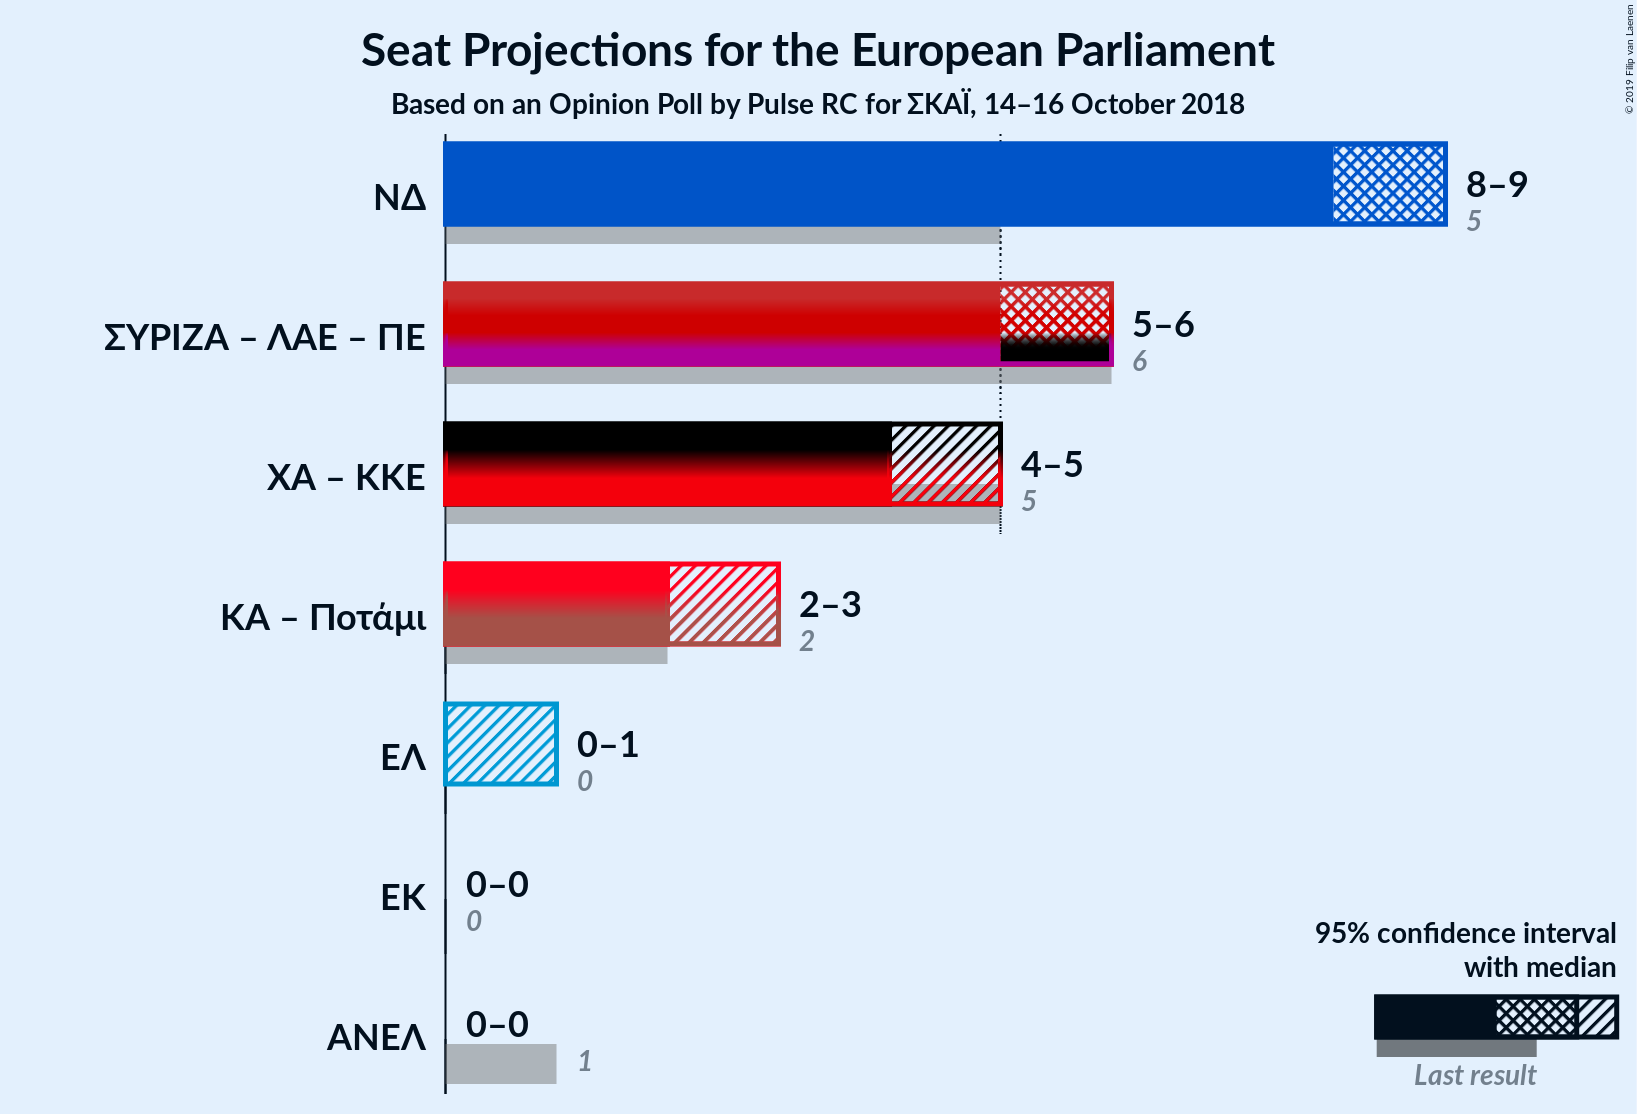 Seat Projections for the European Parliament
Based on an Opinion Poll by Pulse RC for ΣΚΑΪ, 14–16 October 2018
© 2019 Filip van Laenen
ΝΔ
8–9
5
ΣΥΡΙΖΑ – ΛΑΕ – ΠΕ
5–6
6
ΧΑ – ΚΚΕ
4–5
5
ΚΑ – Ποτάμι
2–3
2
ΕΛ
0–1
0
ΕΚ
0–0
0
ΑΝΕΛ
0–0
1
95% confidence interval
with median
Last result